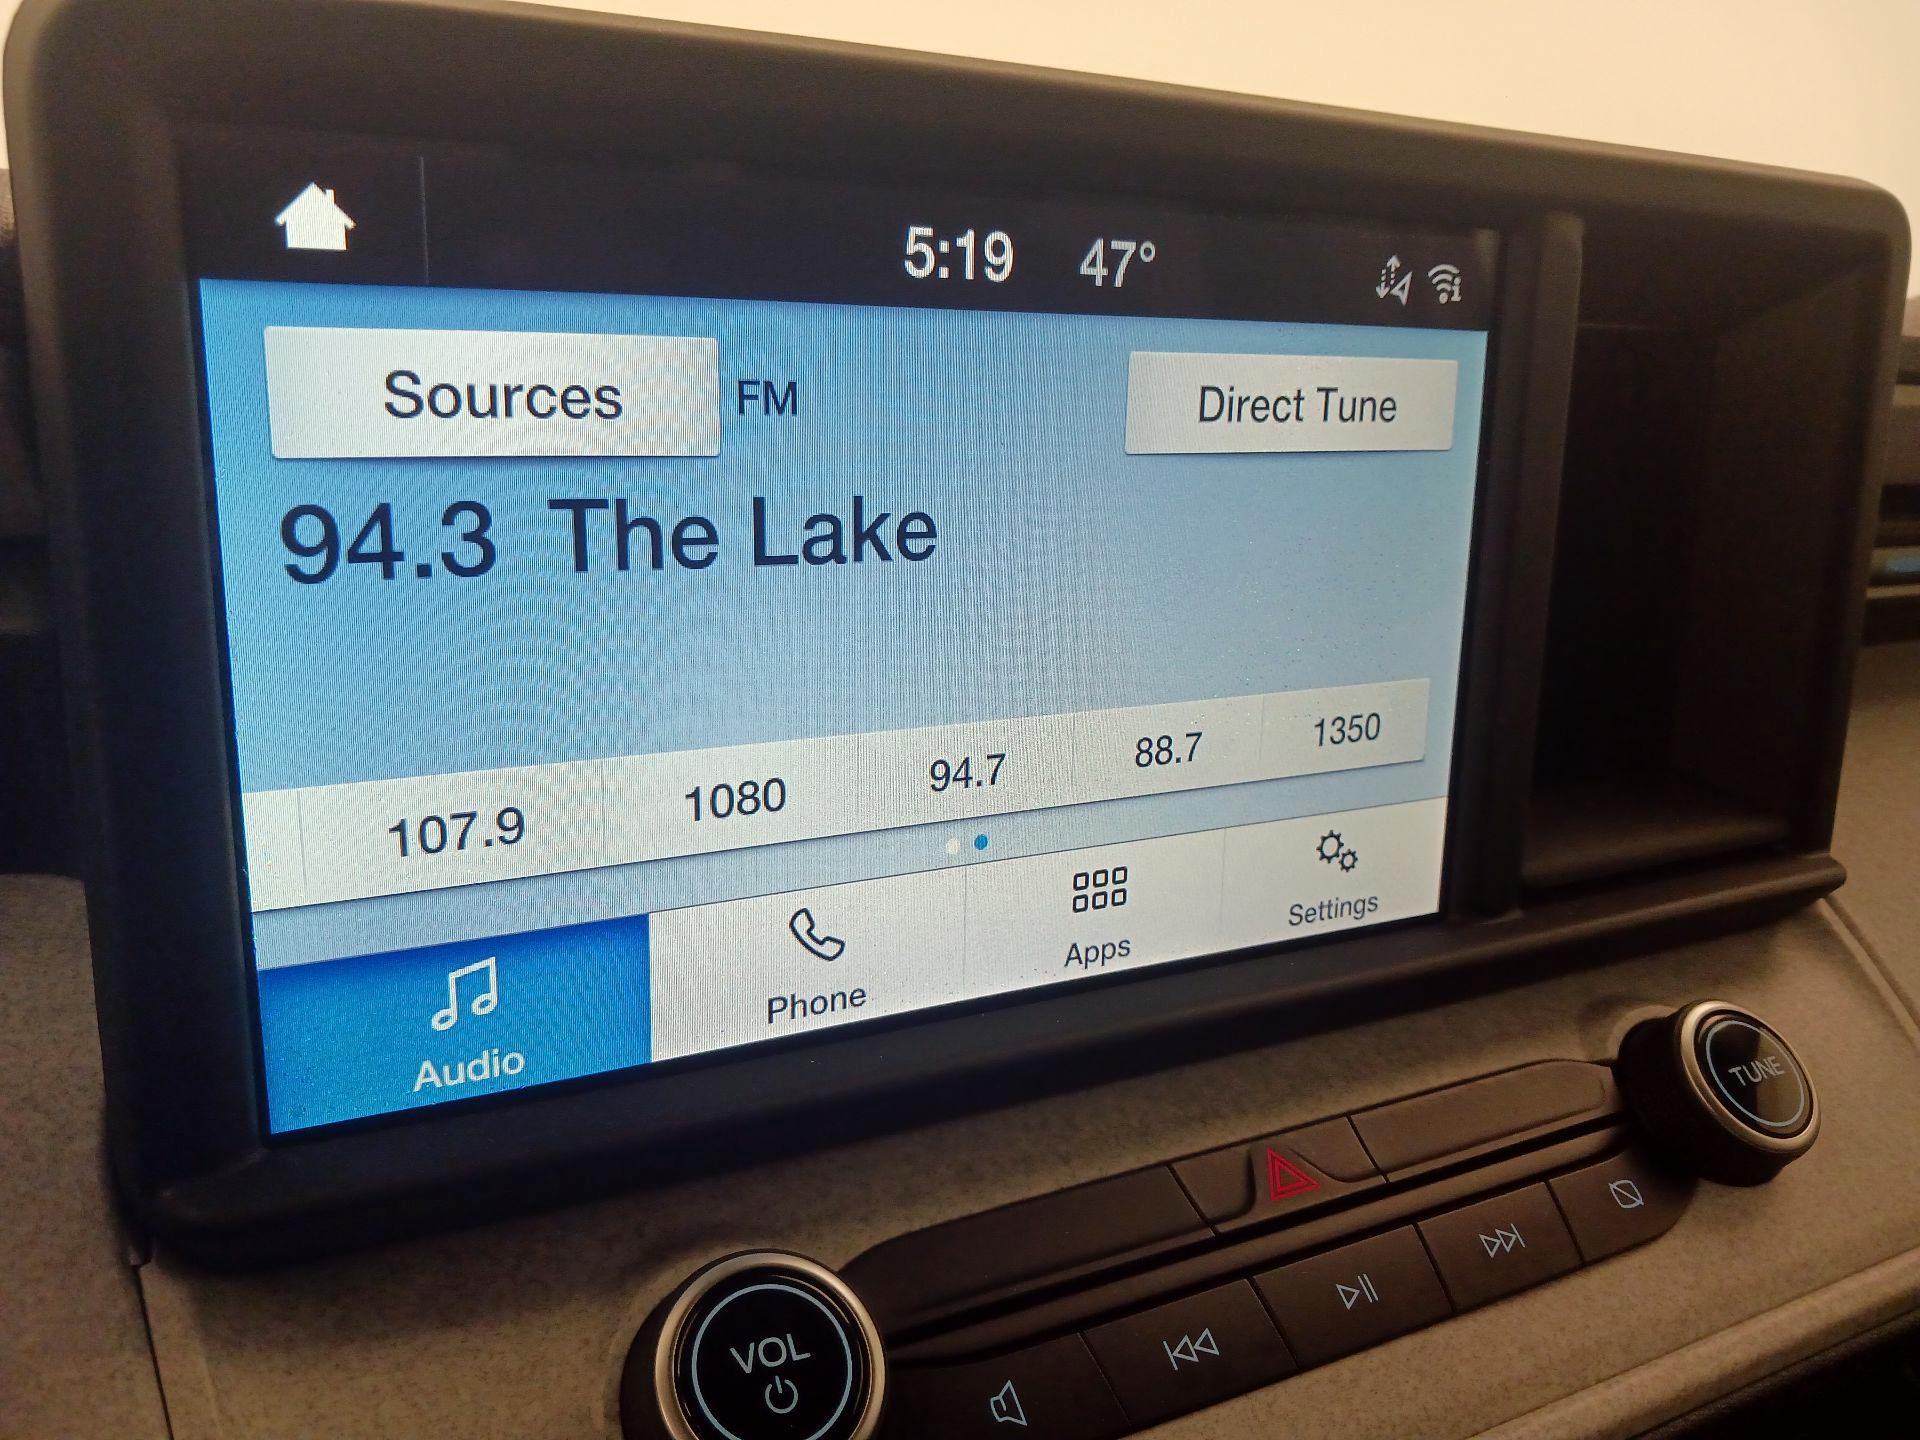 5:19 47°
Sources FM Direct Tune
94.3 The Lake
107.9 1080 94.7 88.7 1350
Audio Phone Apps Settings
TUNE
VOL